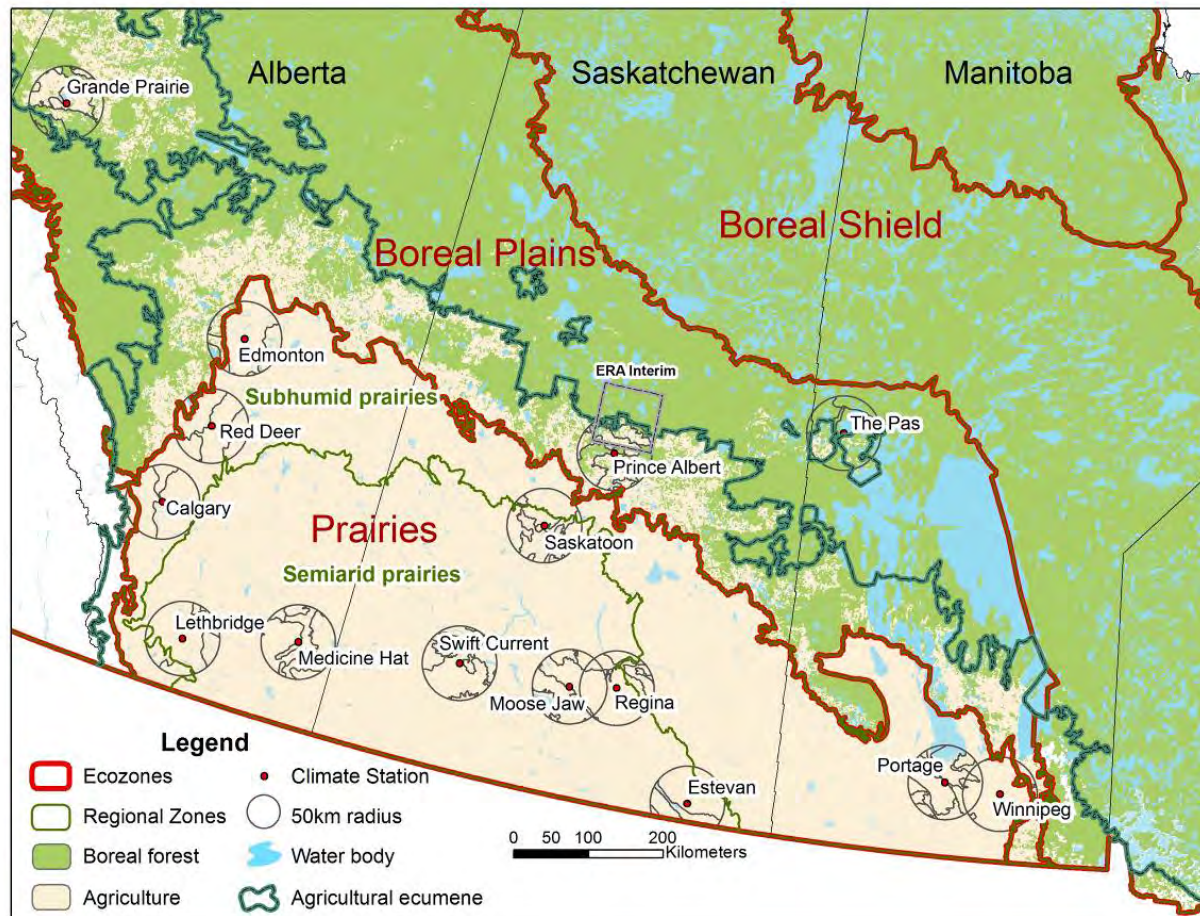 Alberta
Saskatchewan
Manitoba
Grande Prairie
Boreal Shield
Boreal Plains
Edmonton
ERA Interim
Subhumid prairies
Red Deer
The Pas
Prince Albert
Calgary
Prairies
Saskatoon
Semiarid prairies
Lethbridge
Medicine Hat
Swift Current
Moose Jaw
Regina
Portage
Winnipeg
Estevan
Legend
Ecozones
Climate Station
Regional Zones
50km radius
Boreal forest
Water body
Agriculture
Agricultural ecumene
0 50 100 200
Kilometers